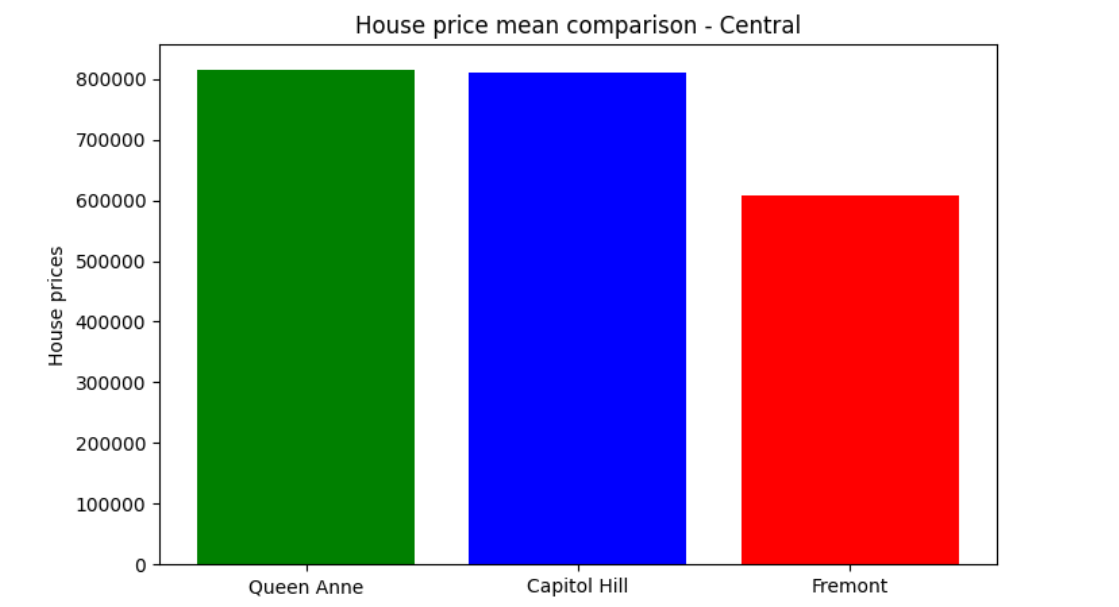 House price mean comparison - Central
House prices
800000
700000
600000
500000
400000
300000
200000
100000
0
Queen Anne
Capitol Hill
Fremont